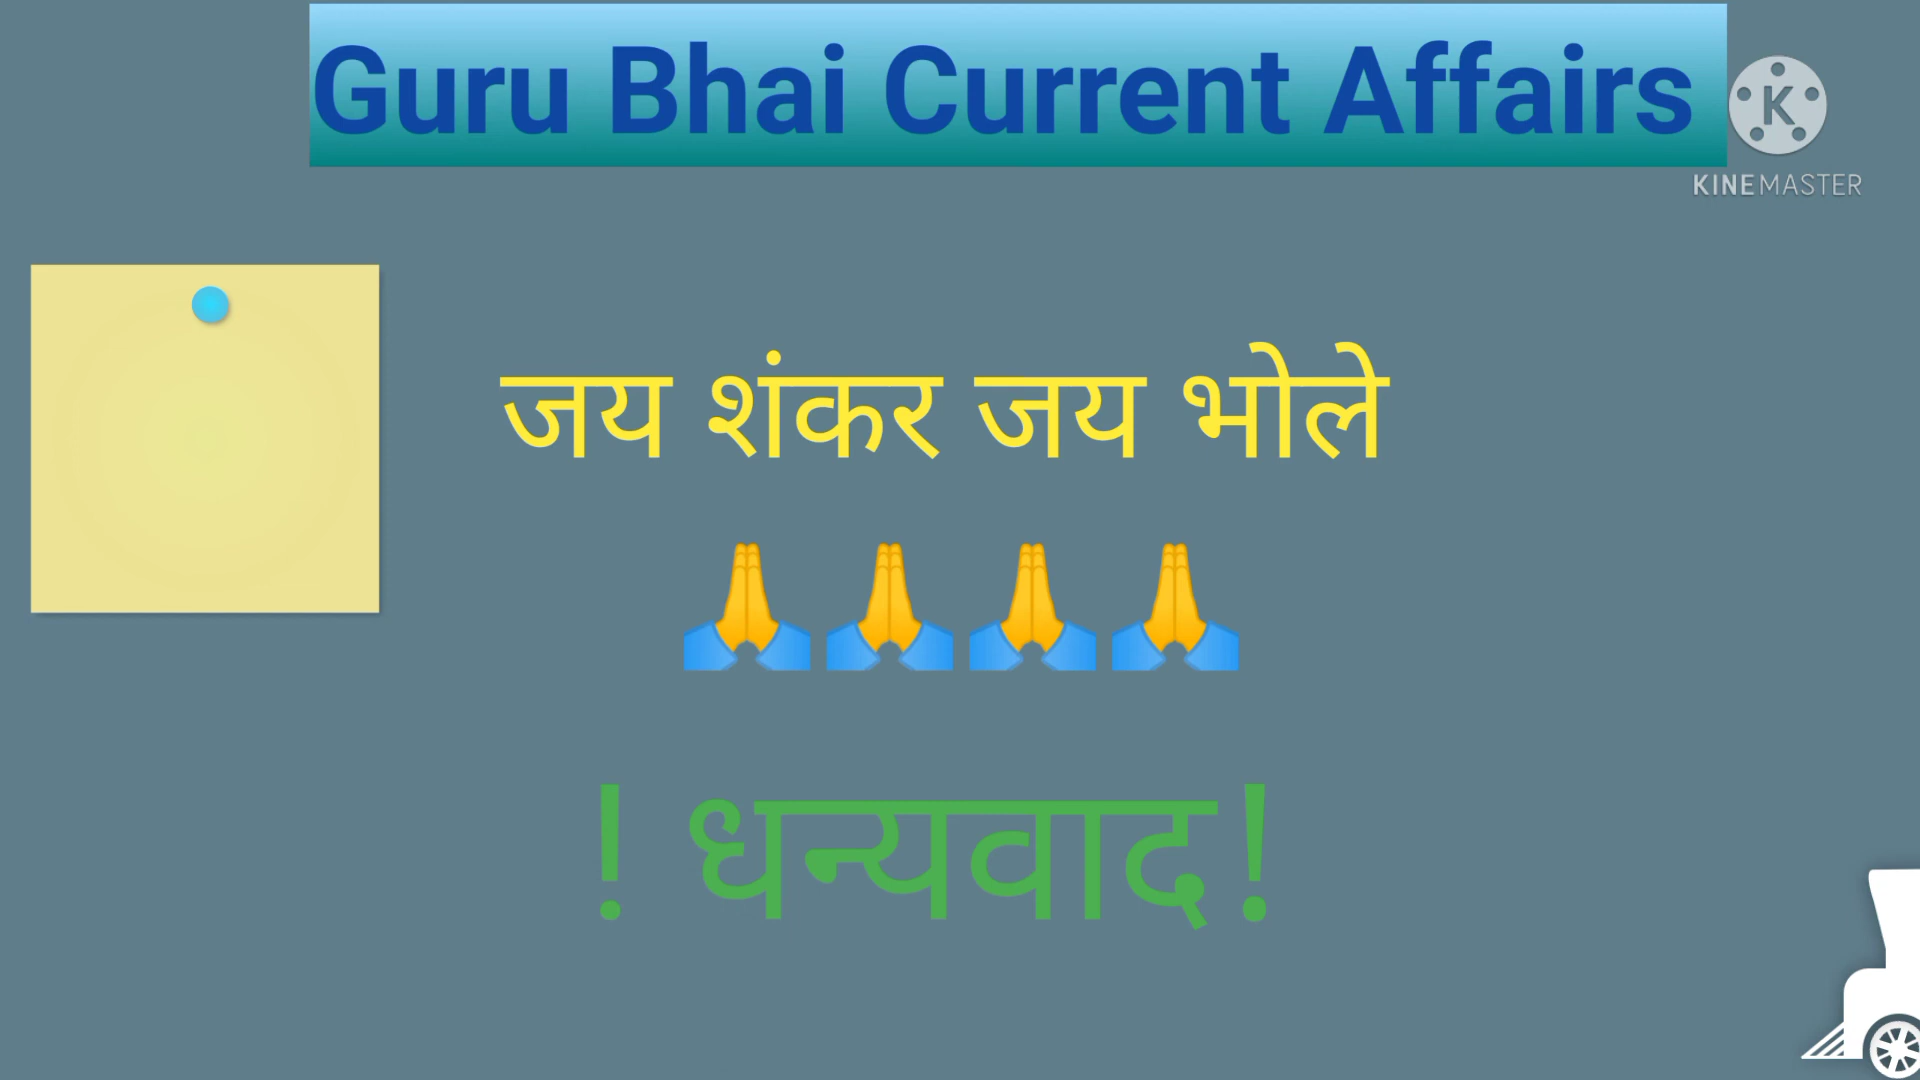 Guru Bhai Current Affairs
K
KINEMASTER
जय शंकर जय भोले
🙏🙏🙏🙏
! धन्यवाद!